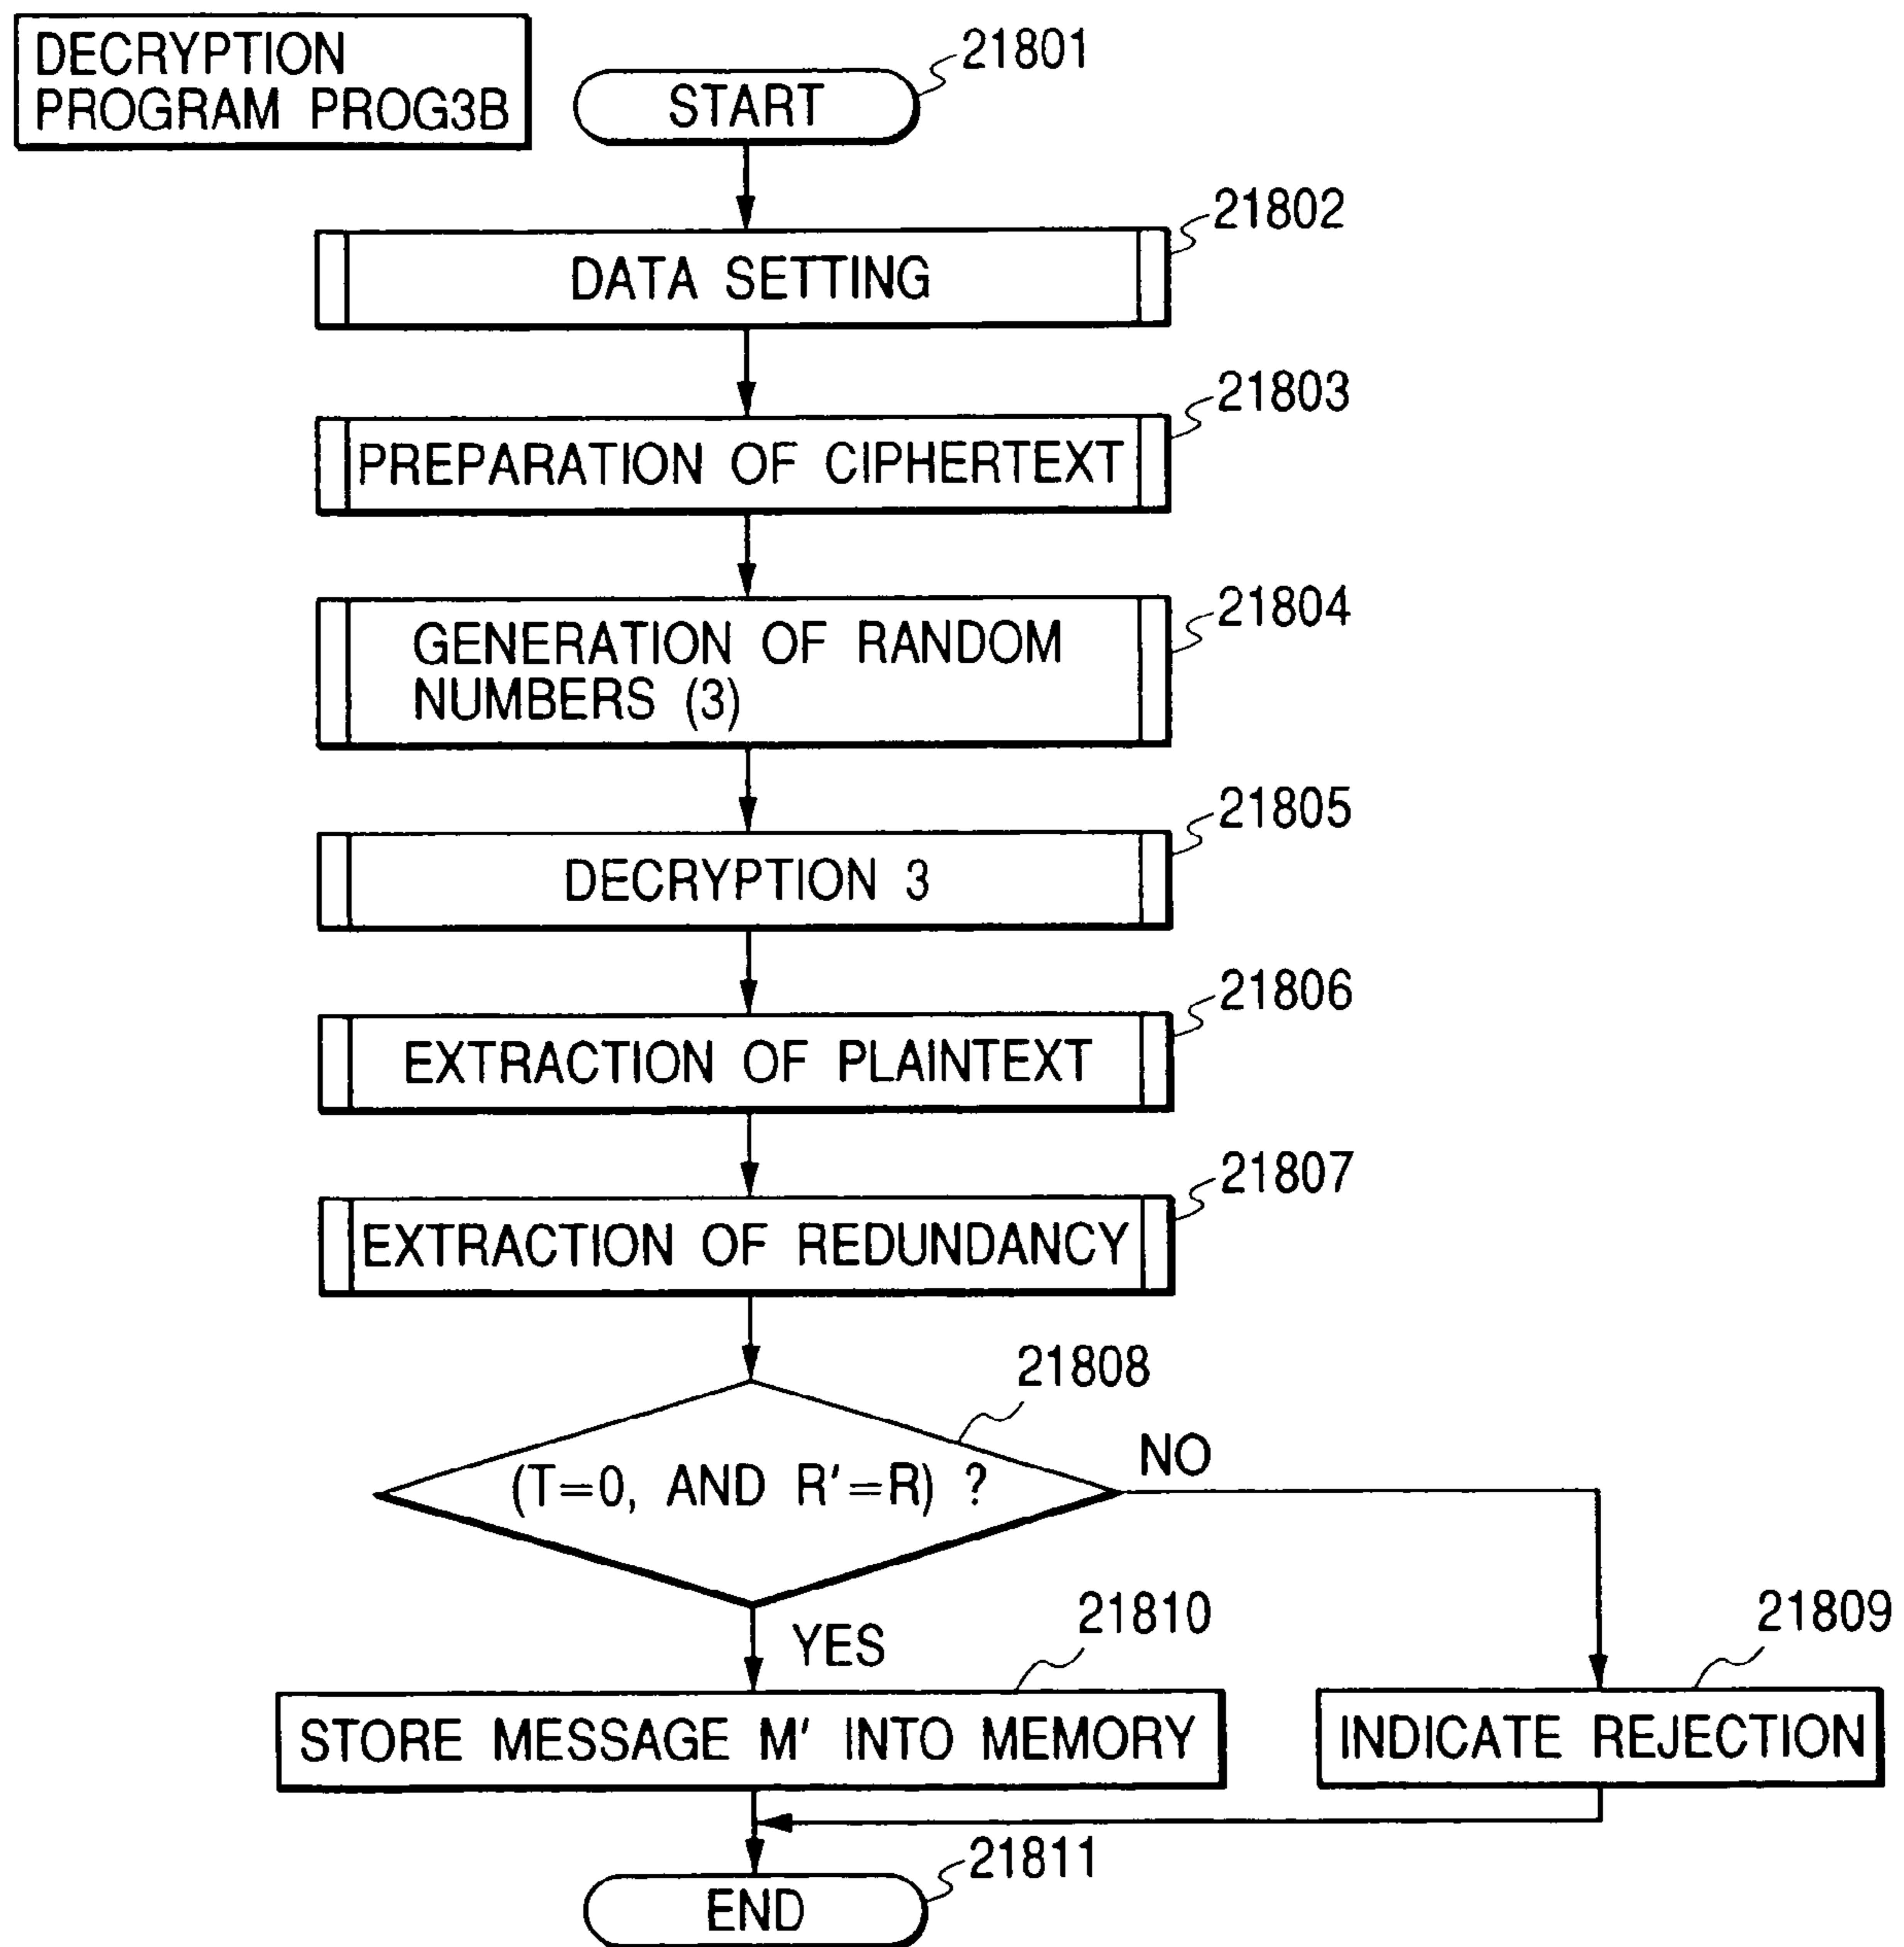 DECRYPTION
PROGRAM PROG3B
START
21801
DATA SETTING
21802
PREPARATION OF CIPHERTEXT
21803
GENERATION OF RANDOM
NUMBERS (3)
21804
DECRYPTION 3
21805
EXTRACTION OF PLAINTEXT
21806
EXTRACTION OF REDUNDANCY
21807
21808
(T=0, AND R'=R) ?
NO
YES
21810
21809
STORE MESSAGE M' INTO MEMORY
INDICATE REJECTION
21811
END